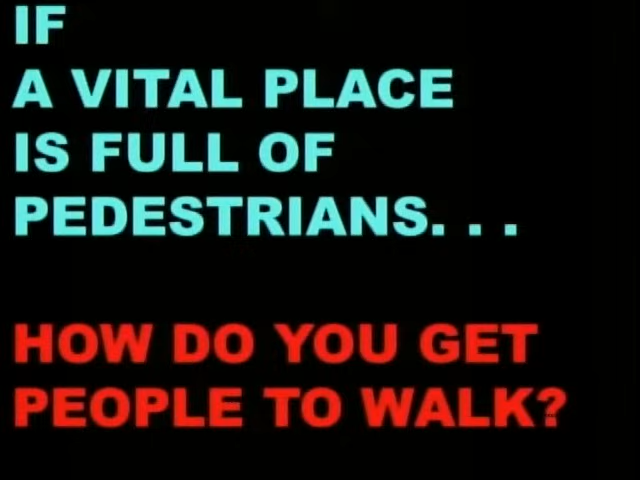 IF
A VITAL PLACE
IS FULL OF
PEDESTRIANS. . .
HOW DO YOU GET
PEOPLE TO WALK?